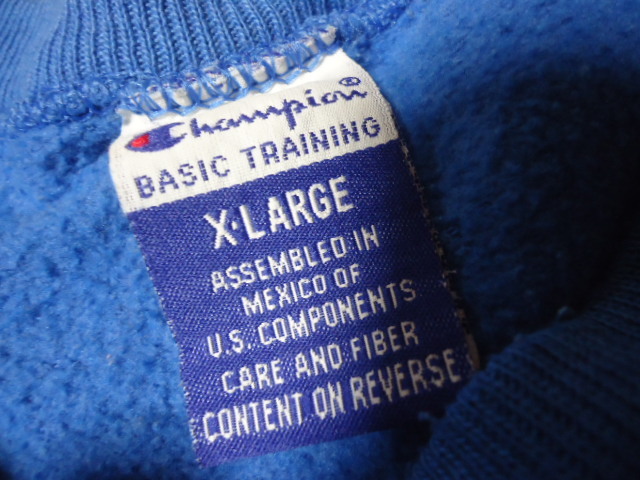 Champion®
BASIC TRAINING
X•LARGE
ASSEMBLED IN
MEXICO OF
U.S. COMPONENTS
CARE AND FIBER
CONTENT ON REVERSE